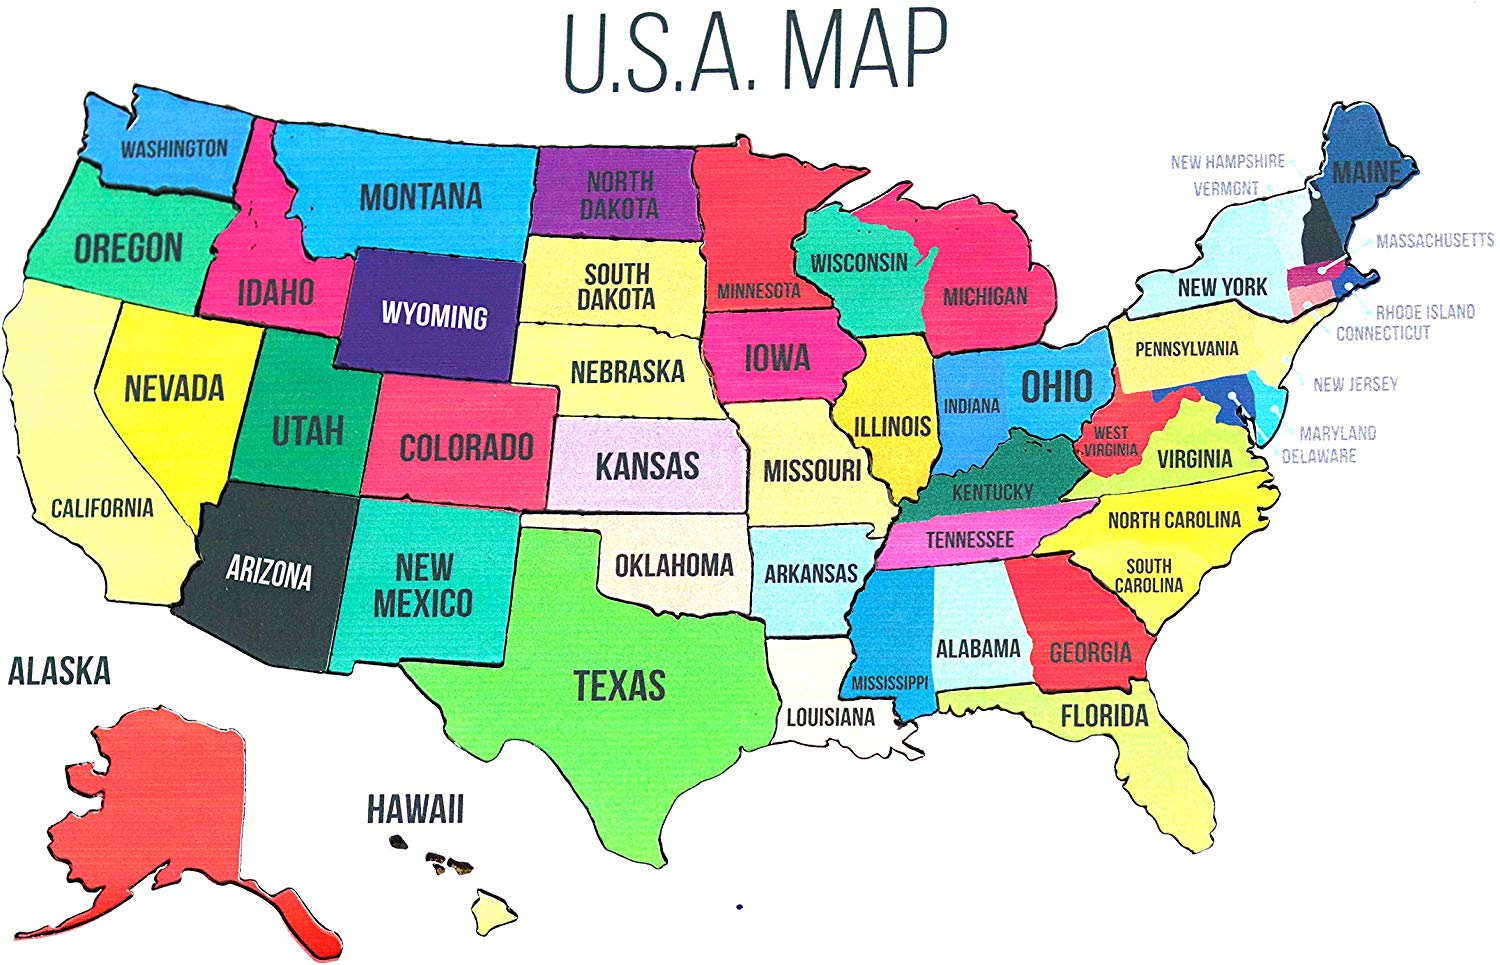 U.S.A. MAP
WASHINGTON
MONTANA
NORTH
DAKOTA
NEW HAMPSHIRE
VERMONT
MAINE
OREGON
IDAHO
WYOMING
SOUTH
DAKOTA
MINNESOTA
WISCONSIN
MICHIGAN
NEW YORK
MASSACHUSETTS
RHODE ISLAND
CONNECTICUT
NEVADA
UTAH
COLORADO
NEBRASKA
IOWA
ILLINOIS
INDIANA
OHIO
PENNSYLVANIA
NEW JERSEY
MARYLAND
DELAWARE
CALIFORNIA
KANSAS
MISSOURI
KENTUCKY
WEST
VIRGINIA
VIRGINIA
ARIZONA
NEW
MEXICO
OKLAHOMA
ARKANSAS
TENNESSEE
NORTH CAROLINA
SOUTH
CAROLINA
TEXAS
LOUISIANA
MISSISSIPPI
ALABAMA
GEORGIA
FLORIDA
ALASKA
HAWAII